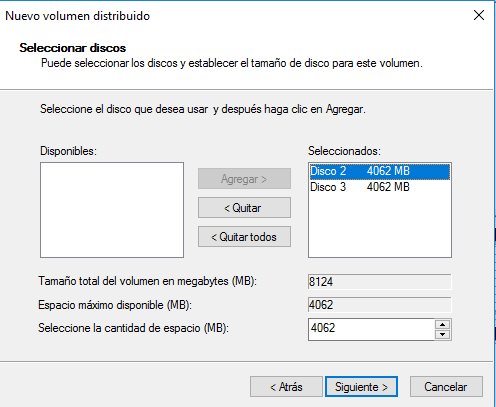 Nuevo volumen distribuido
Seleccionar discos
Puede seleccionar los discos y establecer el tamaño de disco para este volumen.
Seleccione el disco que desea usar y después haga clic en Agregar.
Disponibles:
Seleccionados:
Agregar >
< Quitar
< Quitar todos
Disco 2 4062 MB
Disco 3 4062 MB
Tamaño total del volumen en megabytes (MB): 8124
Espacio máximo disponible (MB): 4062
Seleccione la cantidad de espacio (MB): 4062
< Atrás Siguiente > Cancelar